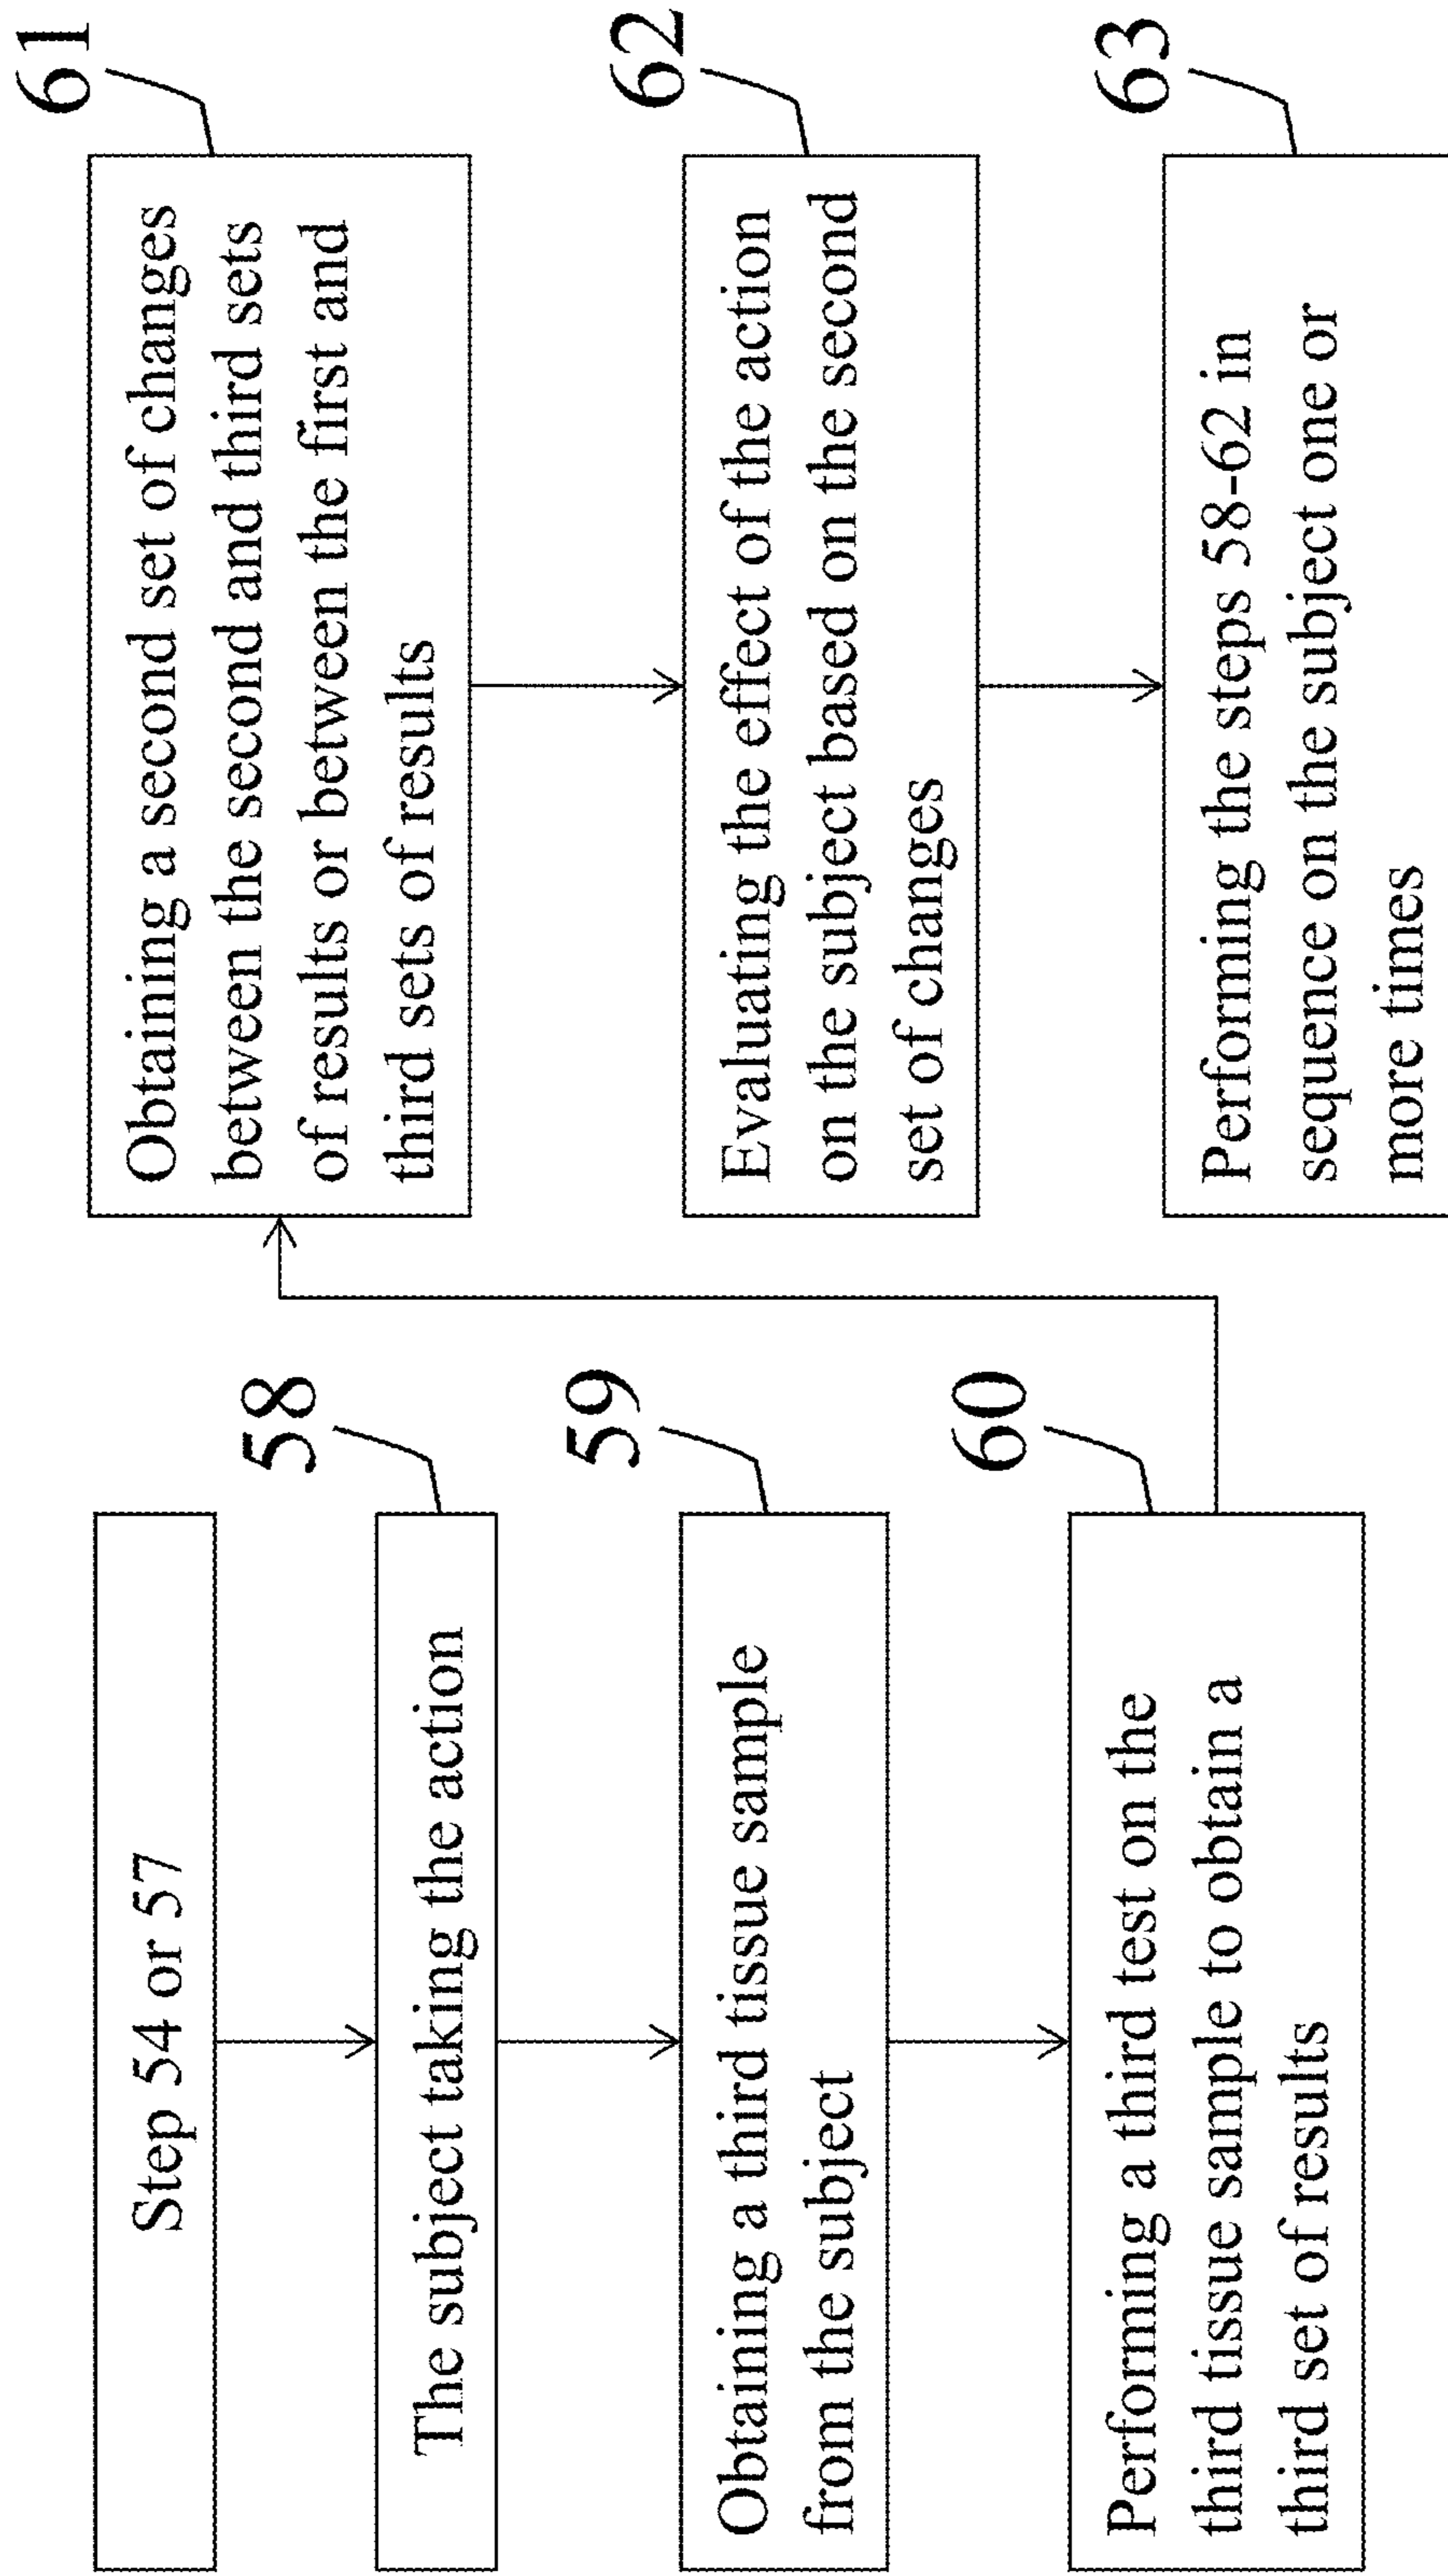 Step 54 or 57
58
The subject taking the action
59
Obtaining a third tissue sample
from the subject
60
Performing a third test on the
third tissue sample to obtain a
third set of results
61
Obtaining a second set of changes
between the second and third sets
of results or between the first and
third sets of results
62
Evaluating the effect of the action
on the subject based on the second
set of changes
63
Performing the steps 58-62 in
sequence on the subject one or
more times